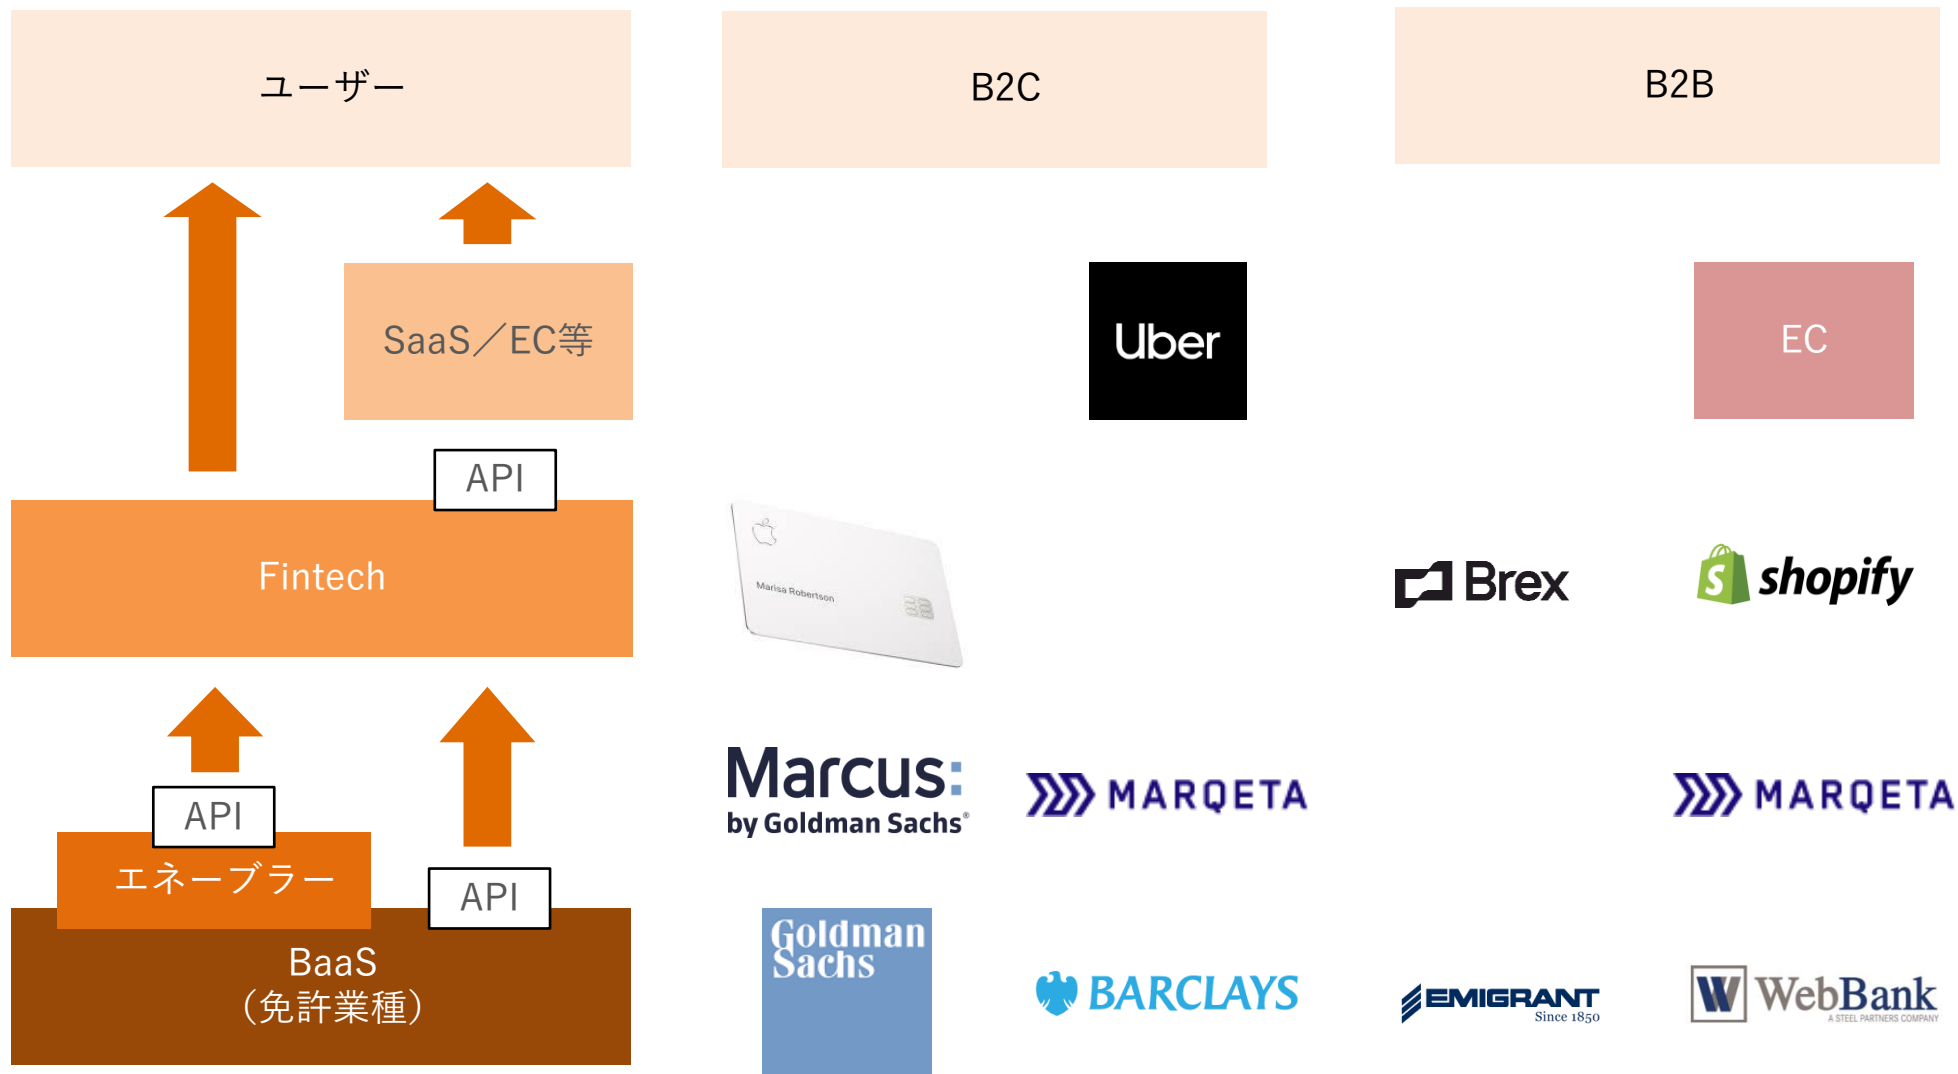 ユーザー
B2C
B2B
SaaS／EC等
Uber
EC
API
Fintech
Marisa Robertson
Brex
shopify
API
エネーブラー
API
Marcus:
by Goldman Sachs®
MARQETA
MARQETA
BaaS
（免許業種）
Goldman
Sachs
BARCLAYS
EMIGRANT
Since 1850
WebBank
A STEEL PARTNERS COMPANY